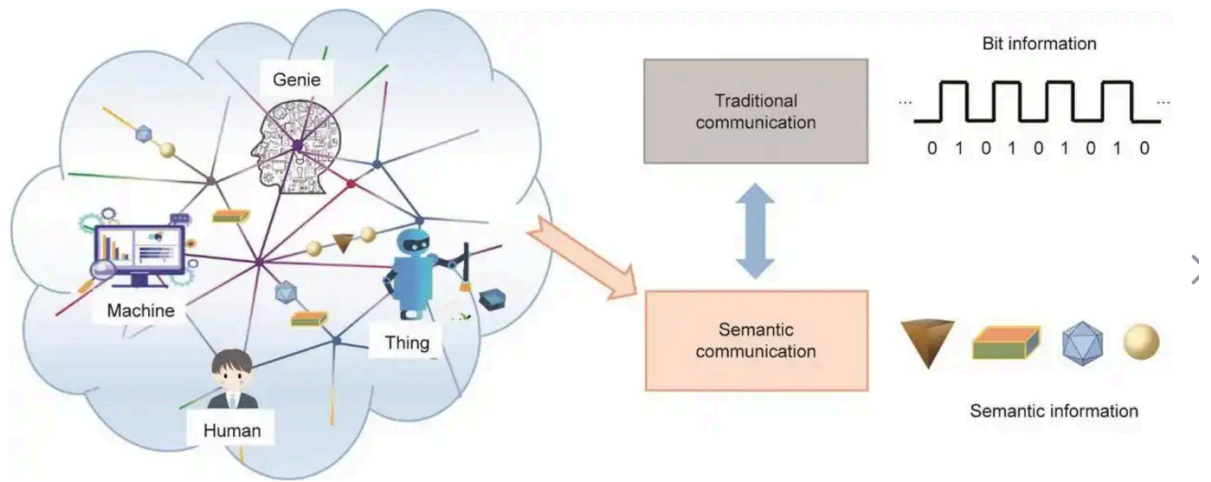 Genie
Machine
Thing
Human
Traditional
communication
Semantic
communication
Bit information
... ...
0 1 0 1 0 1 0 1 0
Semantic information